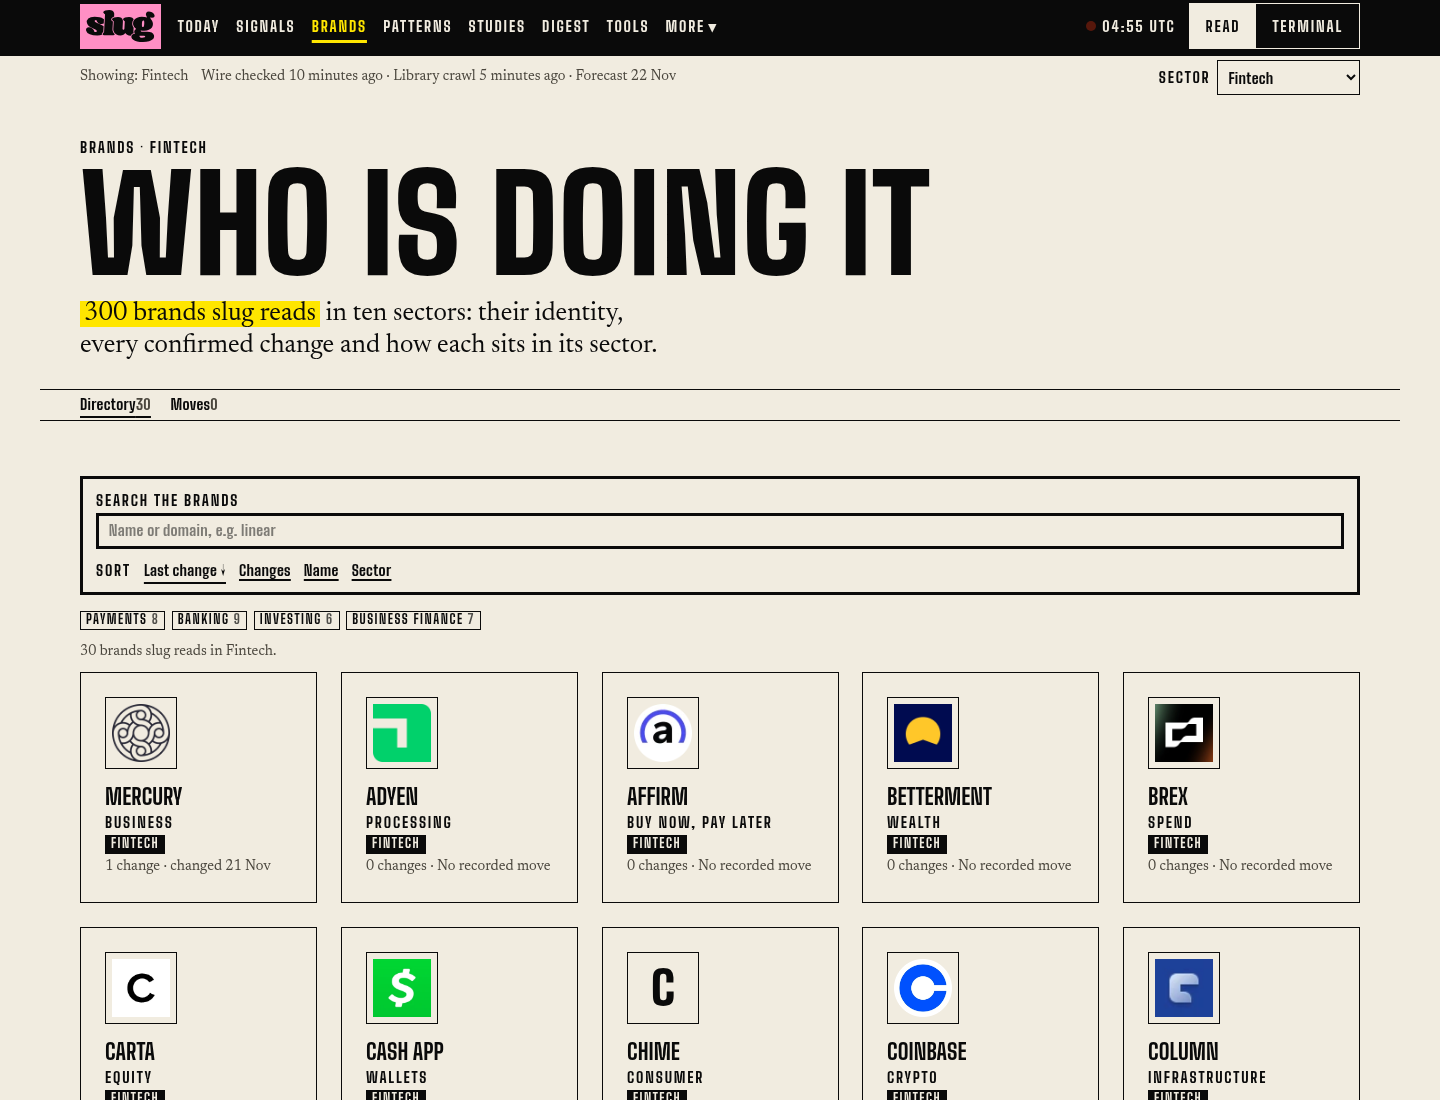 slug TODAY SIGNALS BRANDS PATTERNS STUDIES DIGEST TOOLS MORE ▾ 04:55 UTC READ TERMINAL
Showing: Fintech Wire checked 10 minutes ago · Library crawl 5 minutes ago · Forecast 22 Nov SECTOR Fintech
BRANDS · FINTECH
WHO IS DOING IT
300 brands slug reads in ten sectors: their identity,
every confirmed change and how each sits in its sector.
Directory30 Moves0
SEARCH THE BRANDS
Name or domain, e.g. linear
SORT Last change ↓ Changes Name Sector
PAYMENTS 8 BANKING 9 INVESTING 6 BUSINESS FINANCE 7
30 brands slug reads in Fintech.
a
MERCURY ADYEN AFFIRM BETTERMENT BREX
BUSINESS PROCESSING BUY NOW, PAY LATER WEALTH SPEND
FINTECH FINTECH FINTECH FINTECH FINTECH
1 change · changed 21 Nov 0 changes · No recorded move 0 changes · No recorded move 0 changes · No recorded move 0 changes · No recorded move
C $ C C
CARTA CASH APP CHIME COINBASE COLUMN
EQUITY WALLETS CONSUMER CRYPTO INFRASTRUCTURE
FINTECH FINTECH FINTECH FINTECH FINTECH